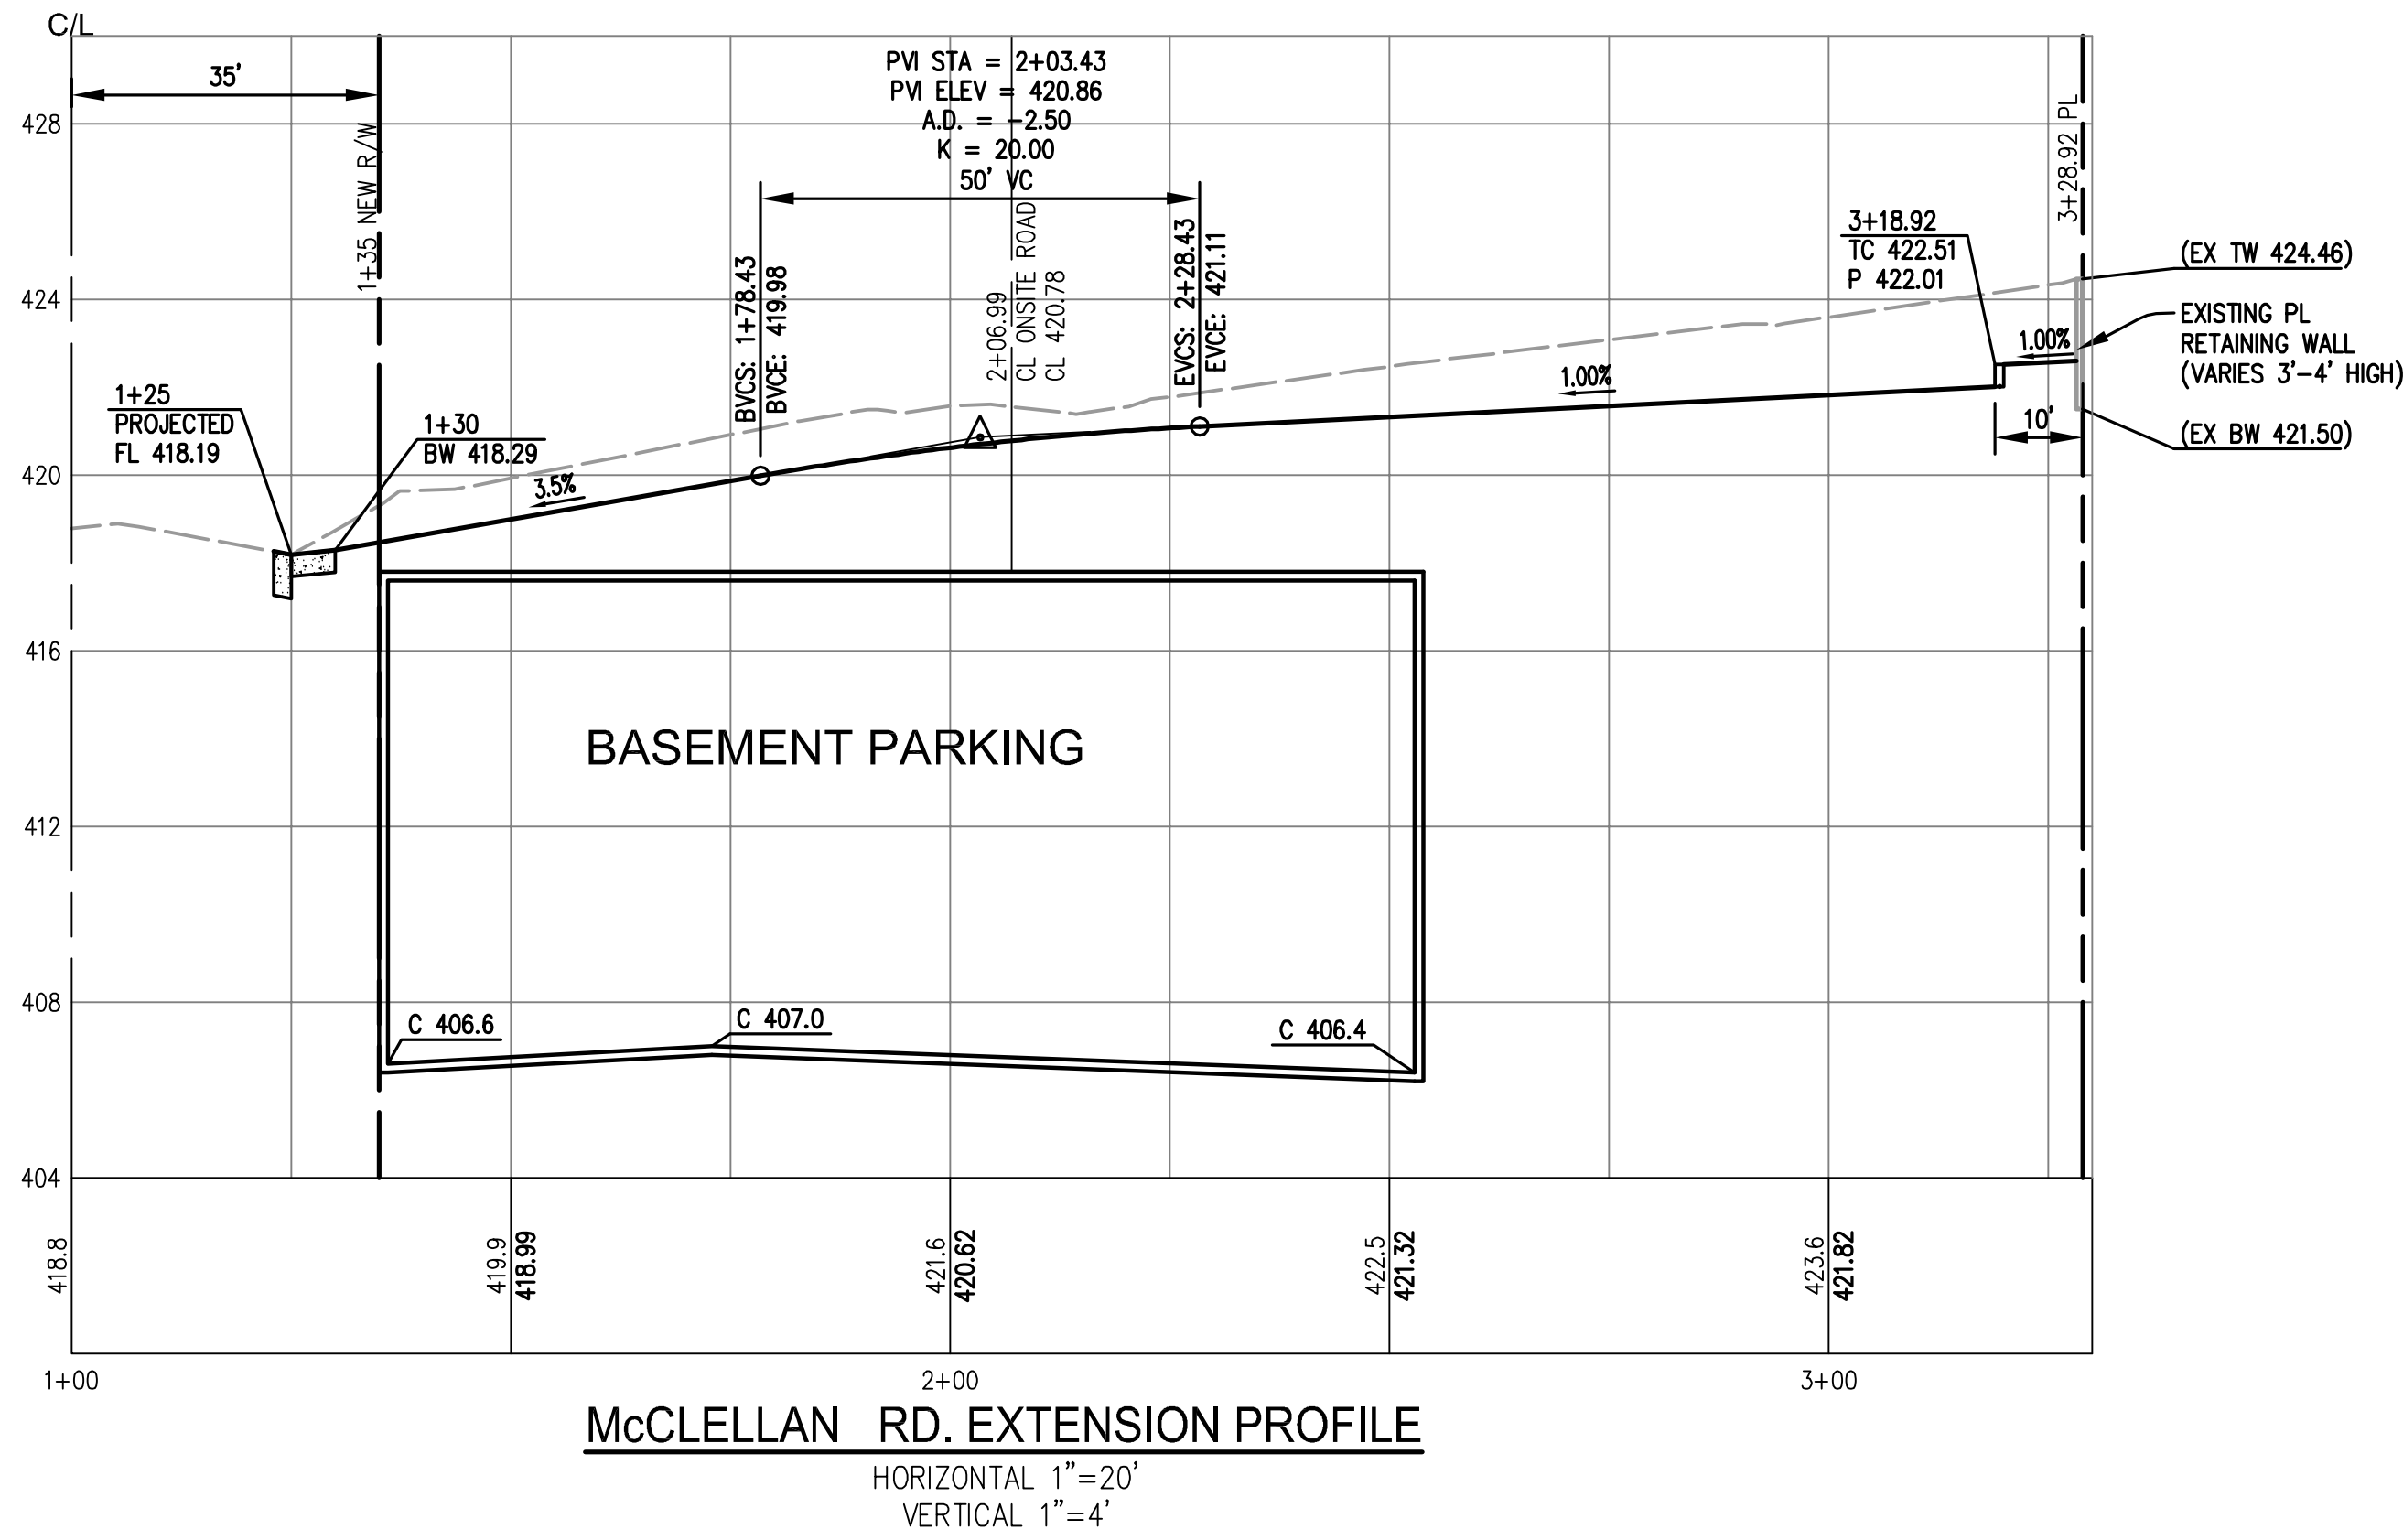 C/L
35'
PVI STA = 2+03.43
PVI ELEV = 420.86
A.D. = -2.50
K = 20.00
50' VC
428
424
420
416
412
408
404
1+35 NEW R/W
1+25
PROJECTED
FL 418.19
1+30
BW 418.29
3.5%
BVCS: 1+78.43
BVCE: 419.98
2+06.99
CL ONSITE ROAD
CL 420.78
EVCS: 2+28.43
EVCE: 421.11
1.00%
3+18.92
TC 422.51
P 422.01
3+28.92 PL
1.00%
10'
(EX TW 424.46)
EXISTING PL
RETAINING WALL
(VARIES 3'-4' HIGH)
(EX BW 421.50)
BASEMENT PARKING
C 406.6
C 407.0
C 406.4
418.8
419.9
418.99
421.6
420.62
422.5
421.32
423.6
421.82
1+00
2+00
3+00
McCLELLAN RD. EXTENSION PROFILE
HORIZONTAL 1"=20'
VERTICAL 1"=4'